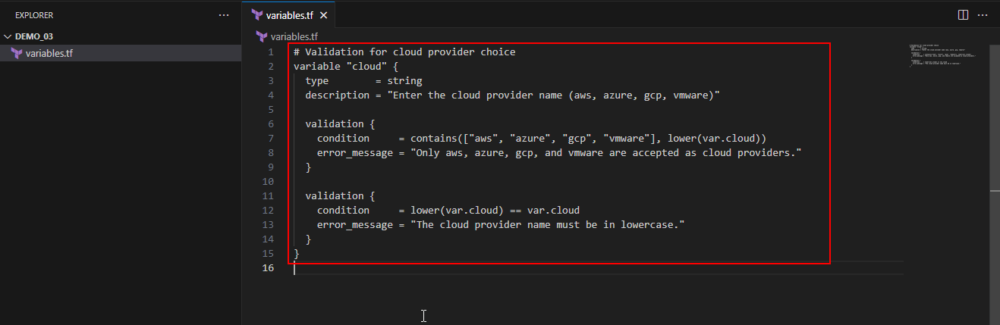 EXPLORER
DEMO_03
variables.tf
variables.tf
variables.tf
1 # Validation for cloud provider choice
2 variable "cloud" {
3   type        = string
4   description = "Enter the cloud provider name (aws, azure, gcp, vmware)"
5
6   validation {
7     condition     = contains(["aws", "azure", "gcp", "vmware"], lower(var.cloud))
8     error_message = "Only aws, azure, gcp, and vmware are accepted as cloud providers."
9   }
10
11   validation {
12     condition     = lower(var.cloud) == var.cloud
13     error_message = "The cloud provider name must be in lowercase."
14   }
15 }
16